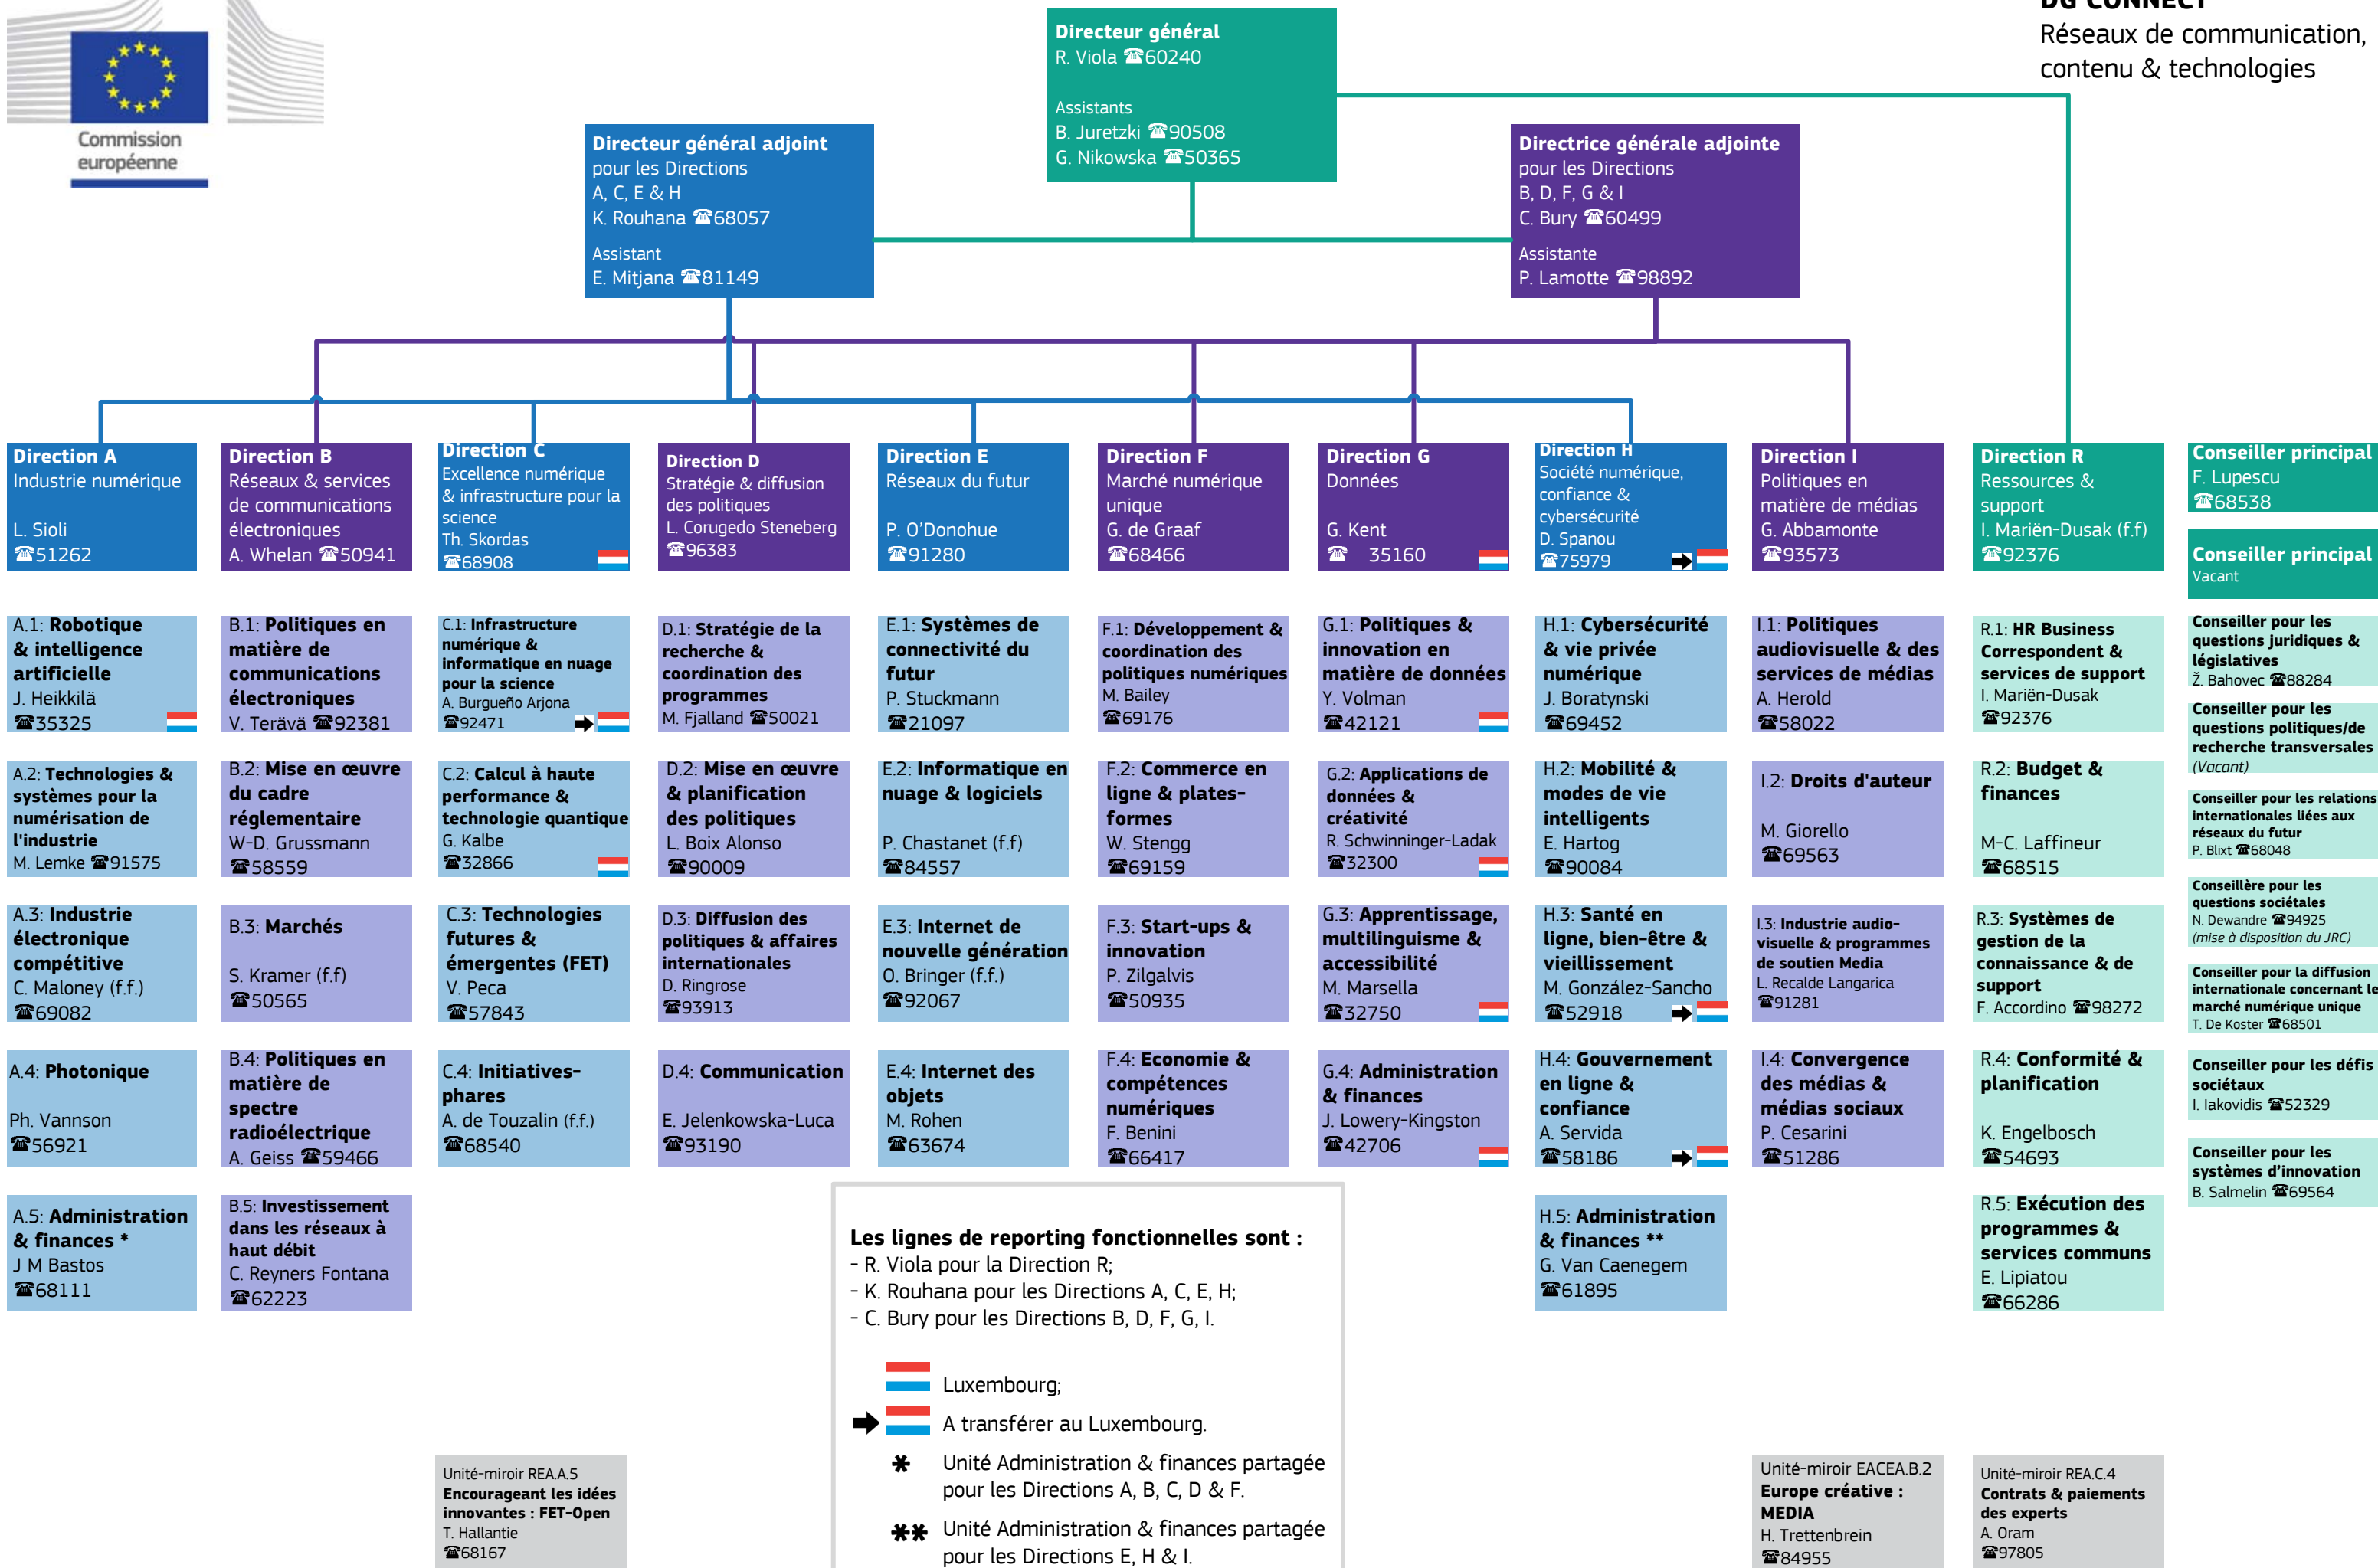 DG CONNECT
Réseaux de communication,
contenu & technologies
Commission
européenne
Directeur général
R. Viola ☎60240
Assistants
B. Juretzki ☎90508
G. Nikowska ☎50365
Directeur général adjoint
pour les Directions
A, C, E & H
K. Rouhana ☎68057
Assistant
E. Mitjana ☎81149
Directrice générale adjointe
pour les Directions
B, D, F, G & I
C. Bury ☎60499
Assistante
P. Lamotte ☎98892
Direction A
Industrie numérique
L. Sioli
☎51262
Direction B
Réseaux & services
de communications
électroniques
A. Whelan ☎50941
Direction C
Excellence numérique
& infrastructure pour la
science
Th. Skordas
☎68908
Direction D
Stratégie & diffusion
des politiques
L. Corugedo Steneberg
☎96383
Direction E
Réseaux du futur
P. O'Donohue
☎91280
Direction F
Marché numérique
unique
G. de Graaf
☎68466
Direction G
Données
G. Kent
☎ 35160
Direction H
Société numérique,
confiance &
cybersécurité
D. Spanou
☎75979
Direction I
Politiques en
matière de médias
G. Abbamonte
☎93573
Direction R
Ressources &
support
I. Mariën-Dusak (f.f)
☎92376
Conseiller principal
F. Lupescu
☎68538
Conseiller principal
Vacant
A.1: Robotique
& intelligence
artificielle
J. Heikkilä
☎35325
B.1: Politiques en
matière de
communications
électroniques
V. Terävä ☎92381
C.1: Infrastructure
numérique &
informatique en nuage
pour la science
A. Burgueño Arjona
☎92471
D.1: Stratégie de la
recherche &
coordination des
programmes
M. Fjalland ☎50021
E.1: Systèmes de
connectivité du
futur
P. Stuckmann
☎21097
F.1: Développement &
coordination des
politiques numériques
M. Bailey
☎69176
G.1: Politiques &
innovation en
matière de données
Y. Volman
☎42121
H.1: Cybersécurité
& vie privée
numérique
J. Boratynski
☎69452
I.1: Politiques
audiovisuelle & des
services de médias
A. Herold
☎58022
R.1: HR Business
Correspondent &
services de support
I. Mariën-Dusak
☎92376
Conseiller pour les
questions juridiques &
législatives
Ž. Bahovec ☎88284
Conseiller pour les
questions politiques/de
recherche transversales
(Vacant)
A.2: Technologies &
systèmes pour la
numérisation de
l'industrie
M. Lemke ☎91575
B.2: Mise en œuvre
du cadre
réglementaire
W-D. Grussmann
☎58559
C.2: Calcul à haute
performance &
technologie quantique
G. Kalbe
☎32866
D.2: Mise en œuvre
& planification
des politiques
L. Boix Alonso
☎90009
E.2: Informatique en
nuage & logiciels
P. Chastanet (f.f)
☎84557
F.2: Commerce en
ligne & plates-
formes
W. Stengg
☎69159
G.2: Applications de
données &
créativité
R. Schwinninger-Ladak
☎32300
H.2: Mobilité &
modes de vie
intelligents
E. Hartog
☎90084
I.2: Droits d'auteur
M. Giorello
☎69563
R.2: Budget &
finances
M-C. Laffineur
☎68515
Conseiller pour les relations
internationales liées aux
réseaux du futur
P. Blixt ☎68048
A.3: Industrie
électronique
compétitive
C. Maloney (f.f.)
☎69082
B.3: Marchés
S. Kramer (f.f)
☎50565
C.3: Technologies
futures &
émergentes (FET)
V. Peca
☎57843
D.3: Diffusion des
politiques & affaires
internationales
D. Ringrose
☎93913
E.3: Internet de
nouvelle génération
O. Bringer (f.f.)
☎92067
F.3: Start-ups &
innovation
P. Zilgalvis
☎50935
G.3: Apprentissage,
multilinguisme &
accessibilité
M. Marsella
☎32750
H.3: Santé en
ligne, bien-être &
vieillissement
M. González-Sancho
☎52918
I.3: Industrie audio-
visuelle & programmes
de soutien Media
L. Recalde Langarica
☎91281
R.3: Systèmes de
gestion de la
connaissance & de
support
F. Accordino ☎98272
Conseillère pour les
questions sociétales
N. Dewandre ☎94925
(mise à disposition du JRC)
Conseiller pour la diffusion
internationale concernant le
marché numérique unique
T. De Koster ☎68501
A.4: Photonique
Ph. Vannson
☎56921
B.4: Politiques en
matière de
spectre
radioélectrique
A. Geiss ☎59466
C.4: Initiatives-
phares
A. de Touzalin (f.f.)
☎68540
D.4: Communication
E. Jelenkowska-Luca
☎93190
E.4: Internet des
objets
M. Rohen
☎63674
F.4: Economie &
compétences
numériques
F. Benini
☎66417
G.4: Administration
& finances
J. Lowery-Kingston
☎42706
H.4: Gouvernement
en ligne &
confiance
A. Servida
☎58186
I.4: Convergence
des médias &
médias sociaux
P. Cesarini
☎51286
R.4: Conformité &
planification
K. Engelbosch
☎54693
Conseiller pour les défis
sociétaux
I. Iakovidis ☎52329
Conseiller pour les
systèmes d'innovation
B. Salmelin ☎69564
A.5: Administration
& finances *
J M Bastos
☎68111
B.5: Investissement
dans les réseaux à
haut débit
C. Reyners Fontana
☎62223
H.5: Administration
& finances **
G. Van Caenegem
☎61895
R.5: Exécution des
programmes &
services communs
E. Lipiatou
☎66286
Les lignes de reporting fonctionnelles sont :
- R. Viola pour la Direction R;
- K. Rouhana pour les Directions A, C, E, H;
- C. Bury pour les Directions B, D, F, G, I.
Luxembourg;
A transférer au Luxembourg.
* Unité Administration & finances partagée
pour les Directions A, B, C, D & F.
** Unité Administration & finances partagée
pour les Directions E, H & I.
Unité-miroir REA.A.5
Encourageant les idées
innovantes : FET-Open
T. Hallantie
☎68167
Unité-miroir EACEA.B.2
Europe créative :
MEDIA
H. Trettenbrein
☎84955
Unité-miroir REA.C.4
Contrats & paiements
des experts
A. Oram
☎97805